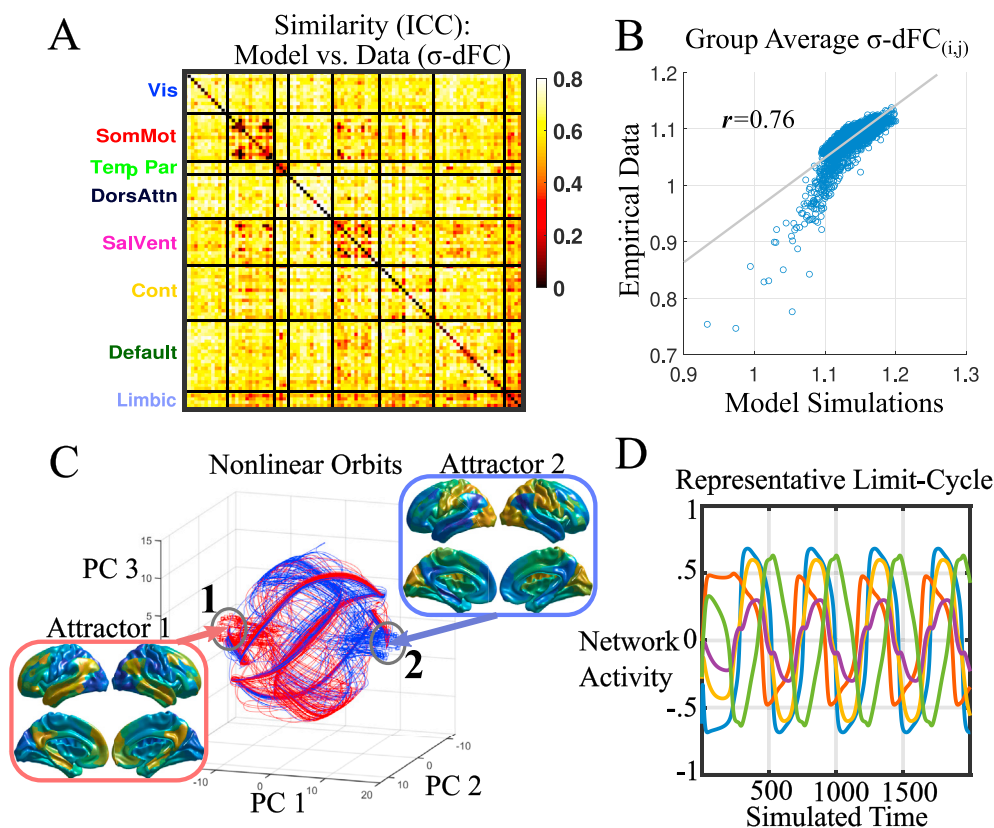 A
Similarity (ICC):
Model vs. Data (σ-dFC)
Vis
SomMot
Temp Par
DorsAttn
SalVent
Cont
Default
Limbic
0.8
0.6
0.4
0.2
0
B
Group Average σ-dFC(i,j)
r=0.76
Empirical Data
1.2
1.1
1
0.9
0.8
0.7
0.9
1
1.1
1.2
1,3
Model Simulations
C
Nonlinear Orbits
Attractor 2
PC 3
15
10
5
1
2
Attractor 1
-10
0
10
20
PC 1
-10
0
10
PC 2
D
Representative Limit-Cycle
1
.5
0
-.5
-1
Network
Activity
500
1000
1500
Simulated Time